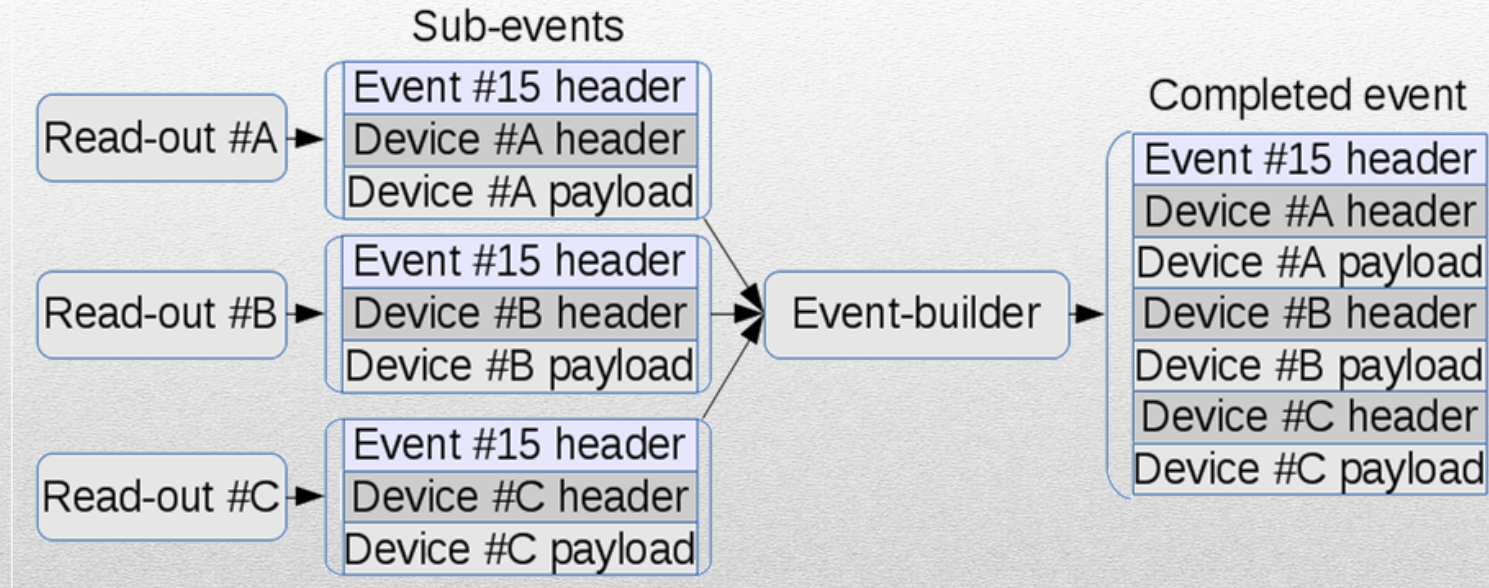 Sub-events
Read-out #A
Event #15 header
Device #A header
Device #A payload
Read-out #B
Event #15 header
Device #B header
Device #B payload
Read-out #C
Event #15 header
Device #C header
Device #C payload
Event-builder
Completed event
Event #15 header
Device #A header
Device #A payload
Device #B header
Device #B payload
Device #C header
Device #C payload